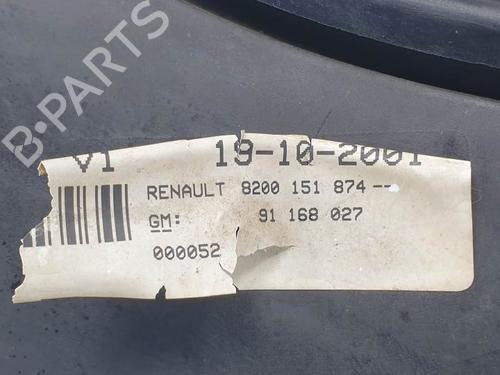 B-PARTS
V1 19-10-2001
RENAULT 8200 151 874--
GM: 91 168 027
000052